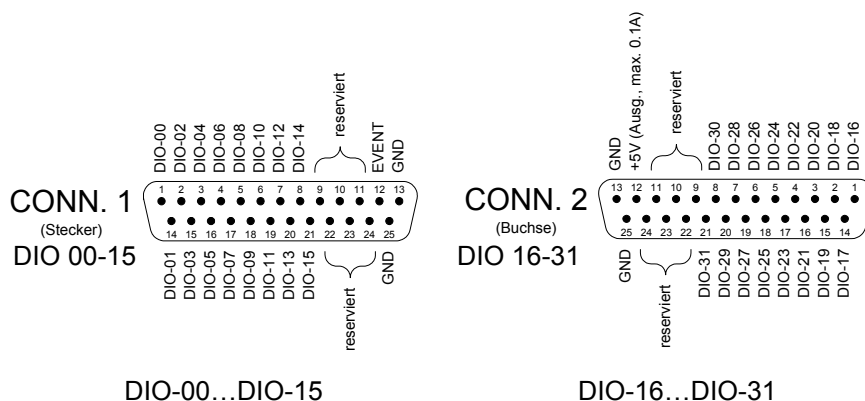 DIO-00
DIO-02
DIO-04
DIO-06
DIO-08
DIO-10
DIO-12
DIO-14
reserviert
EVENT
GND
1 2 3 4 5 6 7 8 9 10 11 12 13
CONN. 1
(Stecker)
DIO 00-15
14 15 16 17 18 19 20 21 22 23 24 25
DIO-01
DIO-03
DIO-05
DIO-07
DIO-09
DIO-11
DIO-13
DIO-15
reserviert
GND
DIO-00...DIO-15
GND
+5V (Ausg., max. 0.1A)
reserviert
DIO-30
DIO-28
DIO-26
DIO-24
DIO-22
DIO-20
DIO-18
DIO-16
13 12 11 10 9 8 7 6 5 4 3 2 1
CONN. 2
(Buchse)
DIO 16-31
25 24 23 22 21 20 19 18 17 16 15 14
GND
reserviert
DIO-31
DIO-29
DIO-27
DIO-25
DIO-23
DIO-21
DIO-19
DIO-17
DIO-16...DIO-31